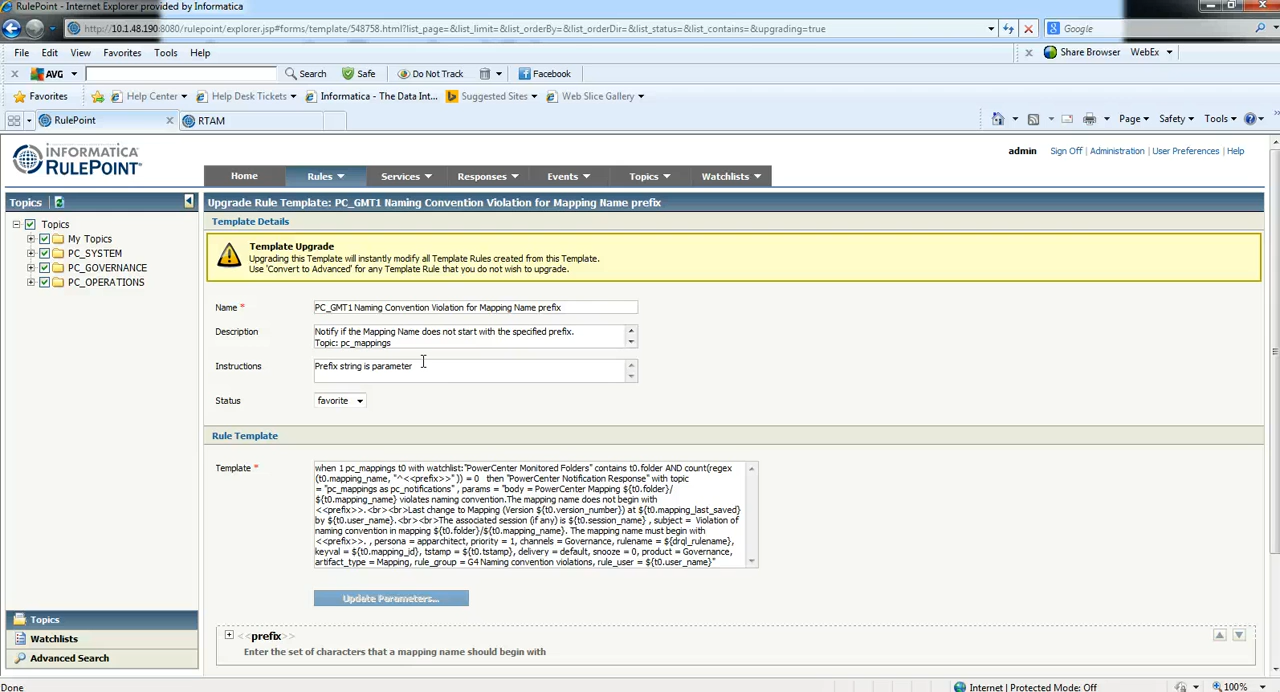 RulePoint - Internet Explorer provided by Informatica
http://10.1.48.190:8080/rulepoint/explorer.jsp#forms/template/548758.html?list_page=&list_limit=&list_orderBy=&list_orderDir=&list_status=&list_contains=&upgrading=true
Google
File Edit View Favorites Tools Help
Share Browser WebEx
AVG Search Safe Do Not Track Facebook
Favorites Help Center Help Desk Tickets Informatica - The Data Int... Suggested Sites Web Slice Gallery
RulePoint RTAM Page Safety Tools
INFORMATICA
RULEPOINT
admin Sign Off | Administration | User Preferences | Help
Home Rules Services Responses Events Topics Watchlists
Topics
Topics
My Topics
PC_SYSTEM
PC_GOVERNANCE
PC_OPERATIONS
Topics
Watchlists
Advanced Search
Upgrade Rule Template: PC_GMT1 Naming Convention Violation for Mapping Name prefix
Template Details
Template Upgrade
Upgrading this Template will instantly modify all Template Rules created from this Template.
Use 'Convert to Advanced' for any Template Rule that you do not wish to upgrade.
Name * PC_GMT1 Naming Convention Violation for Mapping Name prefix
Description Notify if the Mapping Name does not start with the specified prefix.
Topic: pc_mappings
Instructions Prefix string is parameter
Status favorite
Rule Template
Template * when 1 pc_mappings t0 with watchlist:"PowerCenter Monitored Folders" contains t0.folder AND count(regex
(t0.mapping_name, "^<<prefix>>" )) = 0 then "PowerCenter Notification Response" with topic
= "pc_mappings as pc_notifications" , params = "body = PowerCenter Mapping ${t0.folder}/
${t0.mapping_name} violates naming convention.The mapping name does not begin with
<<prefix>>.<br><br>Last change to Mapping (Version ${t0.version_number}) at ${t0.mapping_last_saved}
by ${t0.user_name}.<br><br>The associated session (if any) is ${t0.session_name} , subject = Violation of
naming convention in mapping ${t0.folder}/${t0.mapping_name}. The mapping name must begin with
<<prefix>>. , persona = apparchitect, priority = 1, channels = Governance, rulename = ${drql_rulename},
keyval = ${t0.mapping_id}, tstamp = ${t0.tstamp}, delivery = default, snooze = 0, product = Governance,
artifact_type = Mapping, rule_group = G4 Naming convention violations, rule_user = ${t0.user_name}"
Update Parameters...
<<prefix>>
Enter the set of characters that a mapping name should begin with
Done Internet | Protected Mode: Off 100%